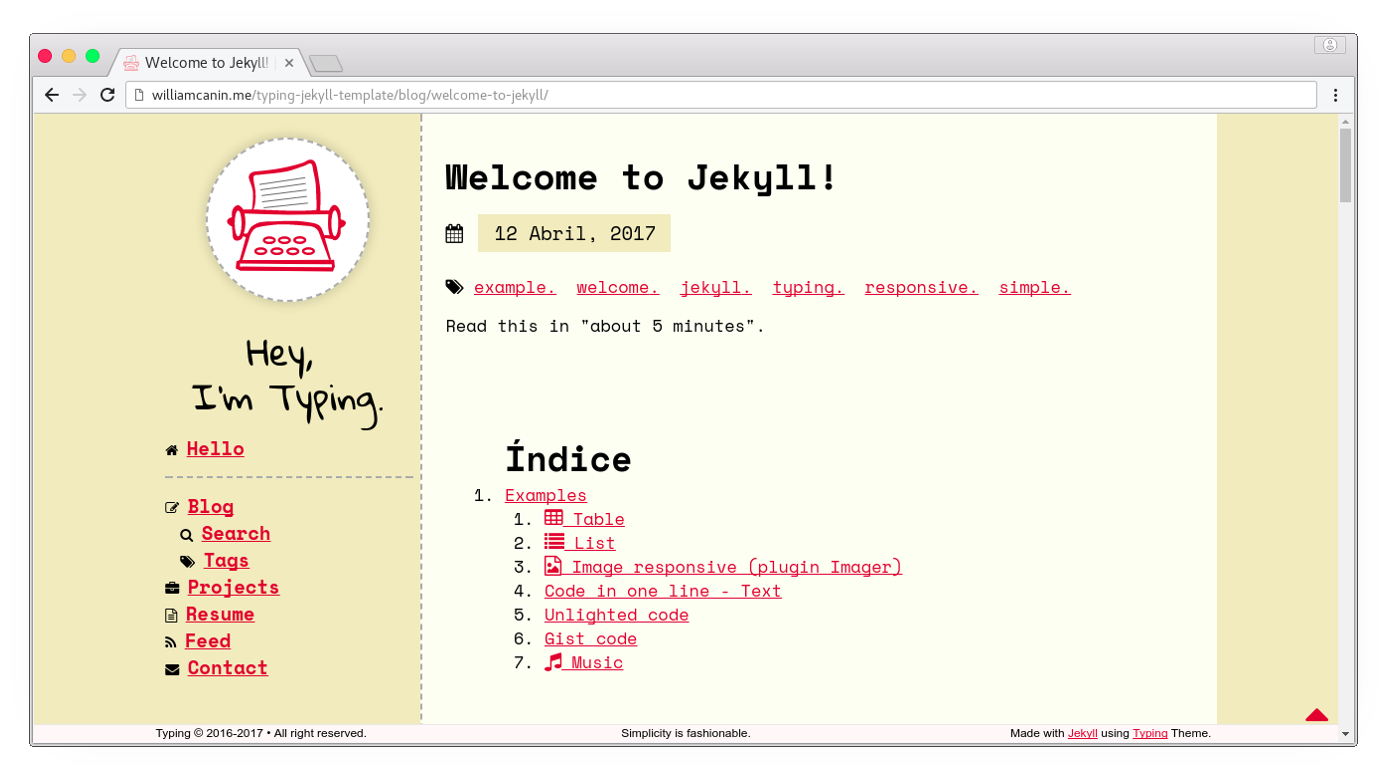 Welcome to Jekyll!
williamcanin.me/typing-jekyll-template/blog/welcome-to-jekyll/
Hey,
I'm Typing.
Hello
Blog
Search
Tags
Projects
Resume
Feed
Contact
Welcome to Jekyll!
12 Abril, 2017
example. welcome. jekyll. typing. responsive. simple.
Read this in "about 5 minutes".
Índice
1. Examples
1. Table
2. List
3. Image responsive (plugin Imager)
4. Code in one line - Text
5. Unlighted code
6. Gist code
7. Music
Typing © 2016-2017 • All right reserved.
Simplicity is fashionable.
Made with Jekyll using Typing Theme.